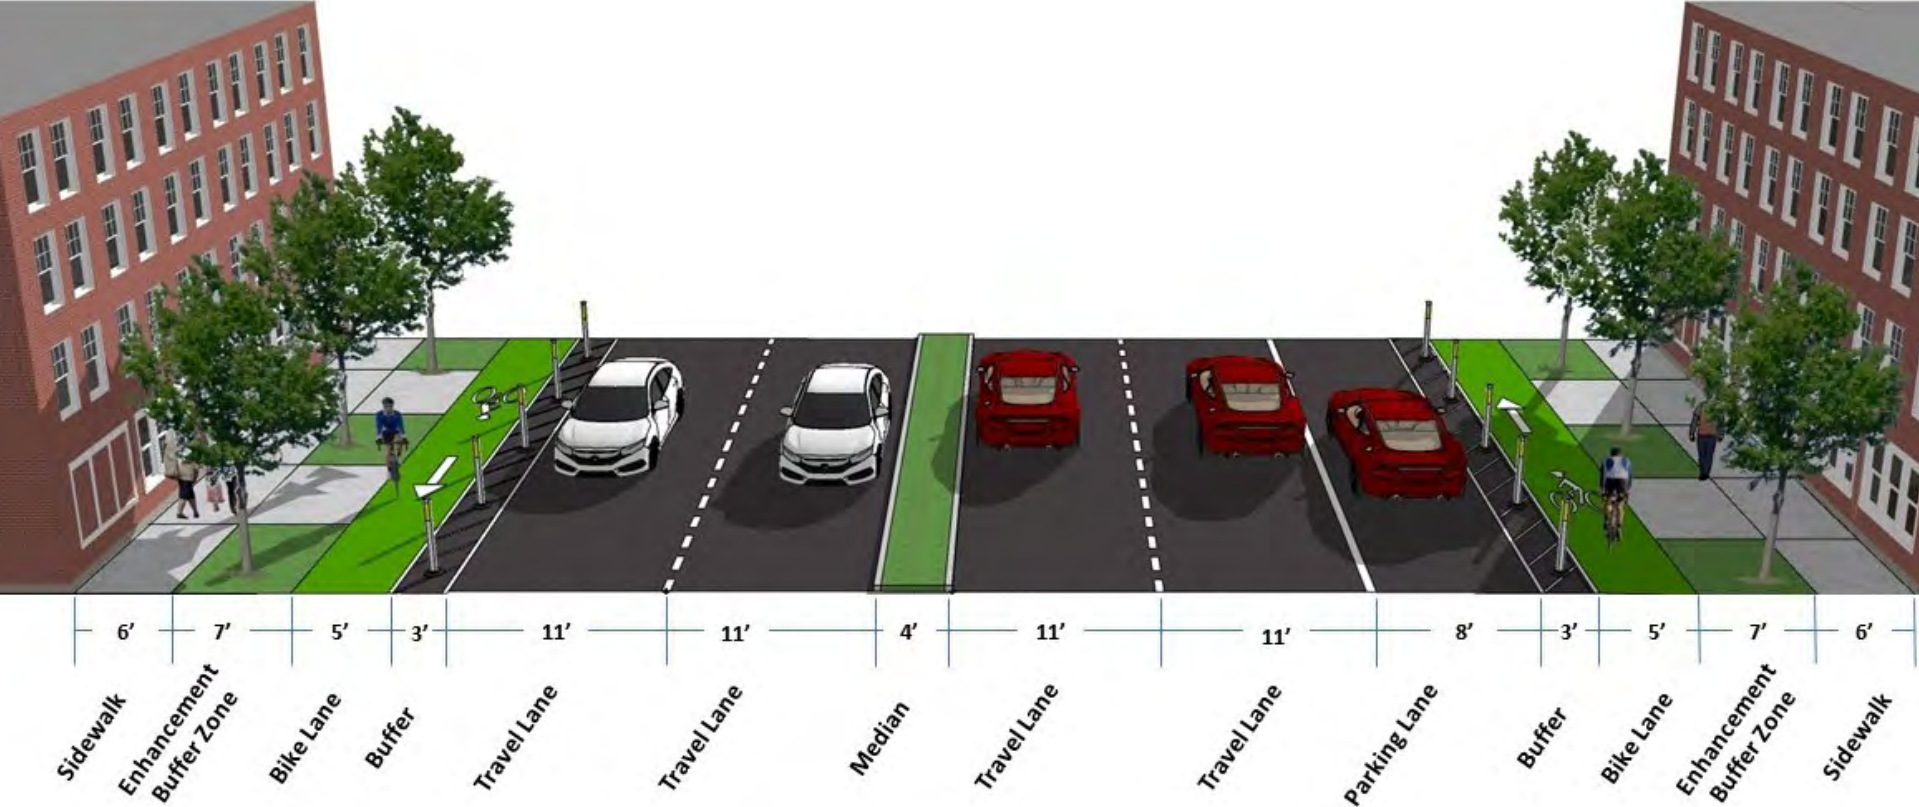 6’ 7’ 5’ 3’ 11’ 11’ 4’ 11’ 11’ 8’ 3’ 5’ 7’ 6’
Sidewalk
Enhancement
Buffer Zone
Bike Lane
Buffer
Travel Lane
Travel Lane
Median
Travel Lane
Travel Lane
Parking Lane
Buffer
Bike Lane
Enhancement
Buffer Zone
Sidewalk